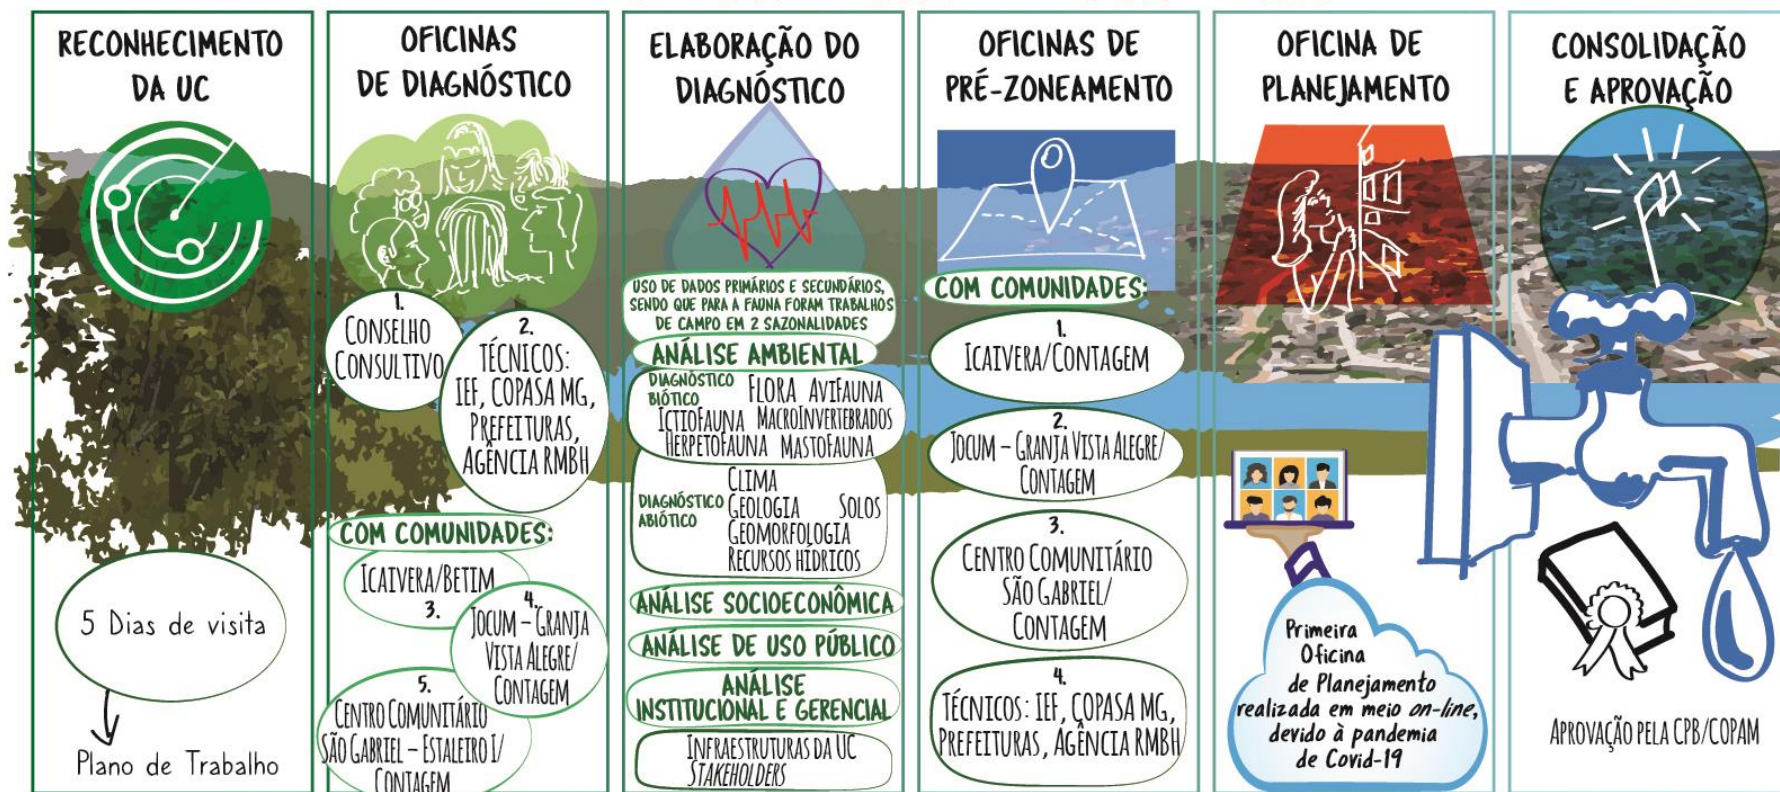 RECONHECIMENTO
DA UC
5 Dias de visita
Plano de Trabalho
OFICINAS
DE DIAGNÓSTICO
1.
CONSELHO
CONSULTIVO
2.
TÉCNICOS:
IEF, COPASA MG,
PREFEITURAS,
AGÊNCIA RMBH
COM COMUNIDADES:
ICAIVERA/BETIM
3.
4.
JOCUM – GRANJA
VISTA ALEGRE/
CONTAGEM
5.
CENTRO COMUNITÁRIO
SÃO GABRIEL – ESTALEIRO I/
CONTAGEM
ELABORAÇÃO DO
DIAGNÓSTICO
USO DE DADOS PRIMÁRIOS E SECUNDÁRIOS,
SENDO QUE PARA A FAUNA FORAM TRABALHOS
DE CAMPO EM 2 SAZONALIDADES
ANÁLISE AMBIENTAL
DIAGNÓSTICO
BIÓTICO
FLORA AVIFAUNA
ICTIOFAUNA MACROINVERTEBRADOS
HERPETOFAUNA MASTOFAUNA
DIAGNÓSTICO
ABIÓTICO
CLIMA
GEOLOGIA SOLOS
GEOMORFOLOGIA
RECURSOS HÍDRICOS
ANÁLISE SOCIOECONÔMICA
ANÁLISE DE USO PÚBLICO
ANÁLISE
INSTITUCIONAL E GERENCIAL
INFRAESTRUTURAS DA UC
STAKEHOLDERS
OFICINAS DE
PRÉ-ZONEAMENTO
COM COMUNIDADES:
1.
ICAIVERA/CONTAGEM
2.
JOCUM – GRANJA VISTA ALEGRE/
CONTAGEM
3.
CENTRO COMUNITÁRIO
SÃO GABRIEL/
CONTAGEM
4.
TÉCNICOS: IEF, COPASA MG,
PREFEITURAS, AGÊNCIA RMBH
OFICINA DE
PLANEJAMENTO
Primeira
Oficina
de Planejamento
realizada em meio on-line,
devido à pandemia
de Covid-19
CONSOLIDAÇÃO
E APROVAÇÃO
APROVAÇÃO PELA CPB/COPAM